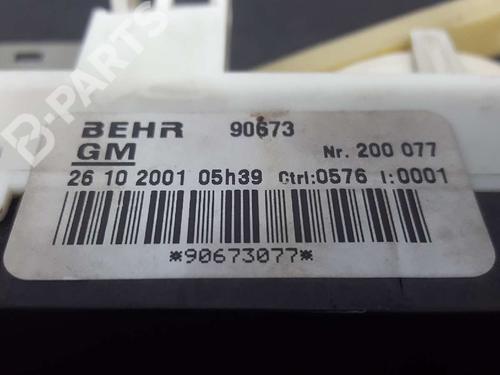 B-PARTS
BEHR 90673
GM Nr. 200 077
26 10 2001 05h39 Ctrl:0576 I:0001
*90673077*